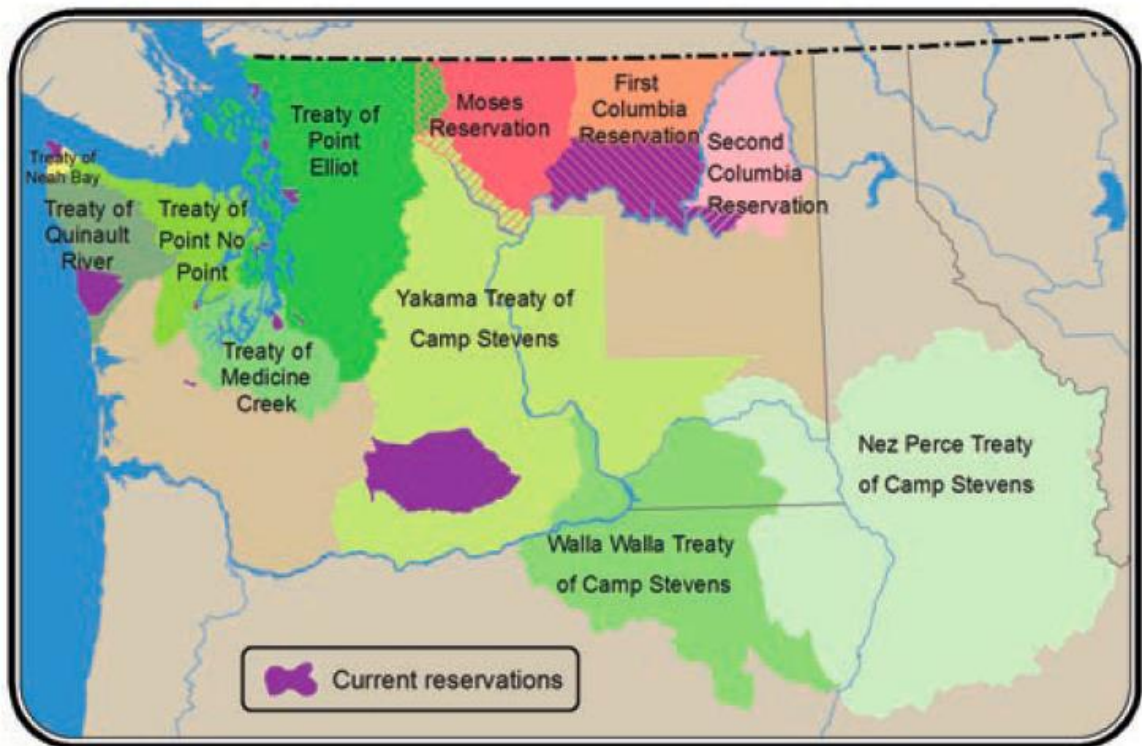 Treaty of
Neah Bay
Treaty of
Quinault
River
Treaty of
Point No
Point
Treaty of
Point
Elliot
Treaty of
Medicine
Creek
Moses
Reservation
First
Columbia
Reservation
Second
Columbia
Reservation
Yakama Treaty of
Camp Stevens
Walla Walla Treaty
of Camp Stevens
Nez Perce Treaty
of Camp Stevens
Current reservations